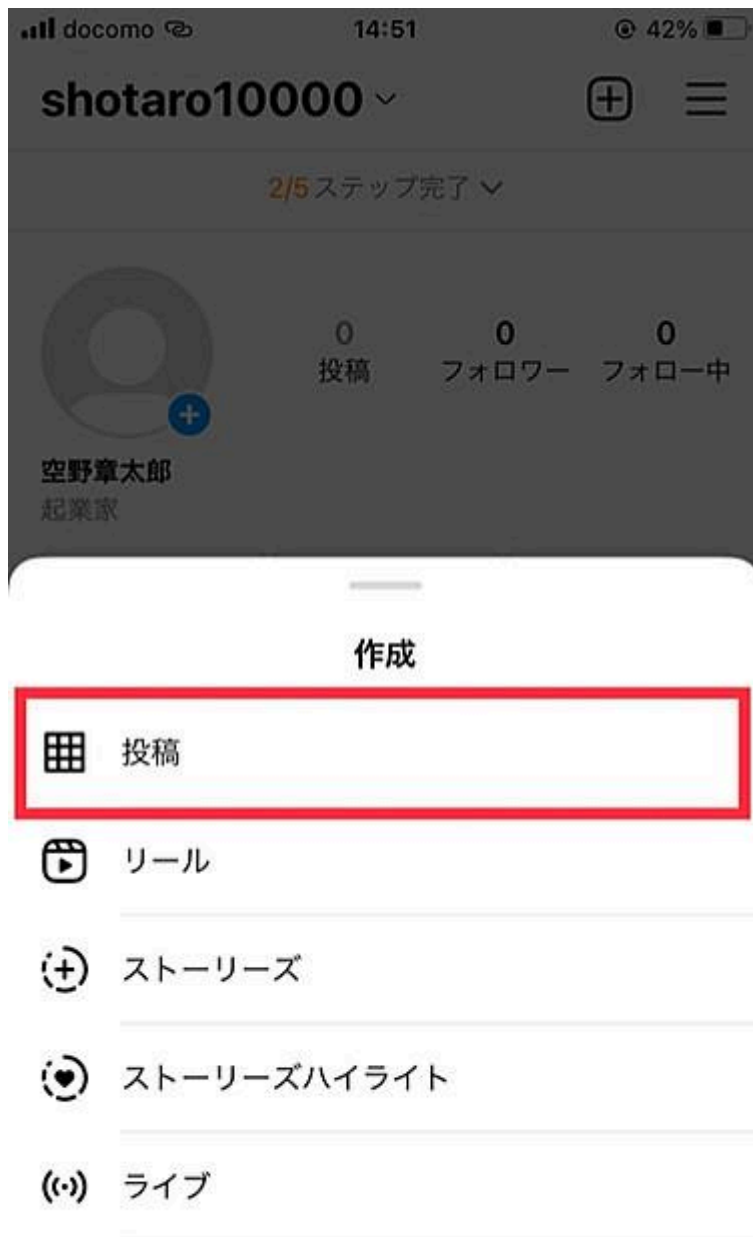 docomo 14:51 42%
shotaro10000
2/5 ステップ完了
0 0 0
投稿 フォロワー フォロー中
空野章太郎
起業家
作成
投稿
リール
ストーリーズ
ストーリーズハイライト
ライブ